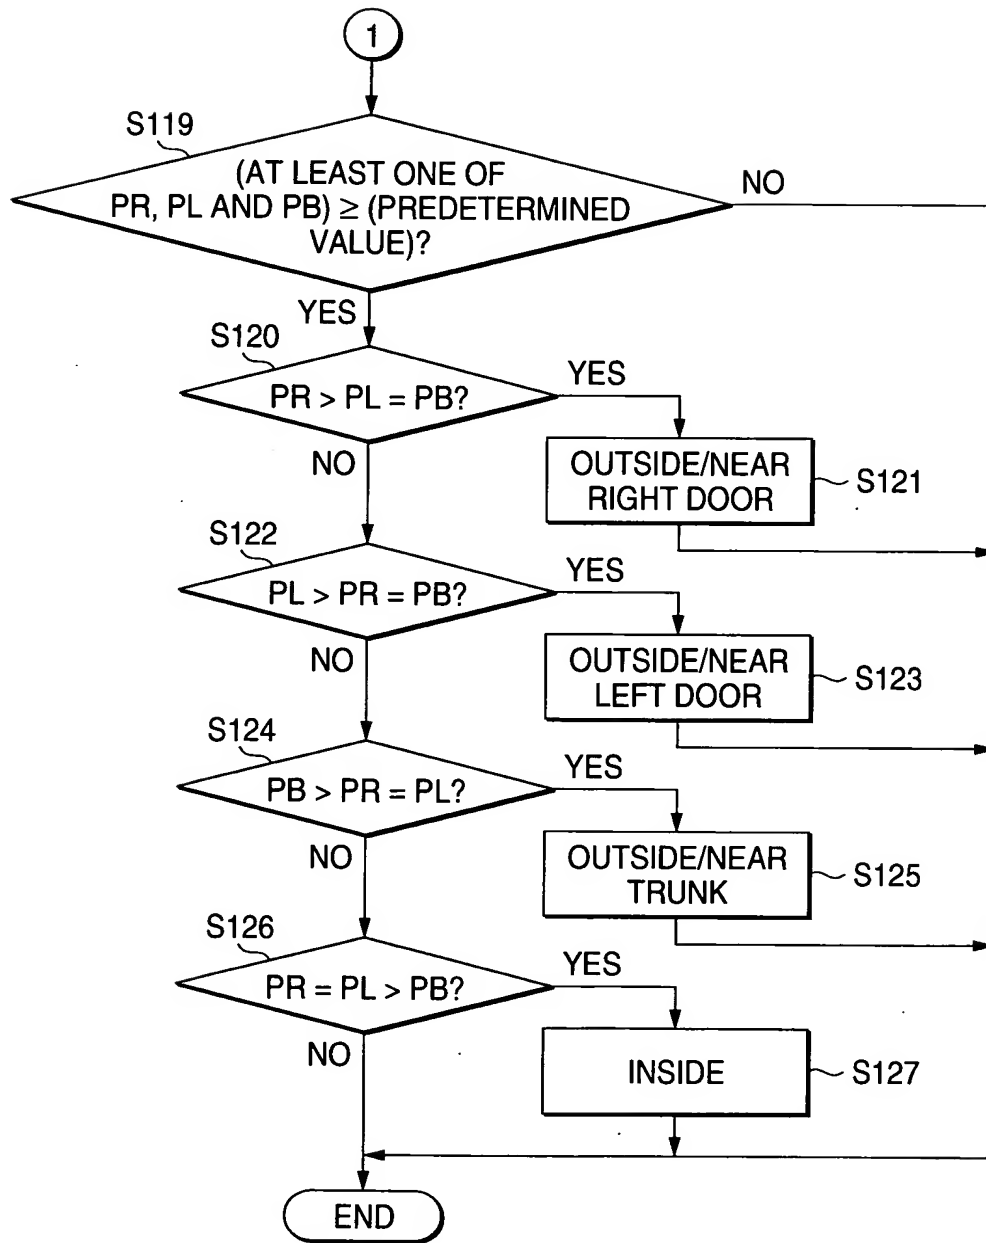 1
S119
(AT LEAST ONE OF
PR, PL AND PB) ≥ (PREDETERMINED
VALUE)?
NO
YES
S120
PR > PL = PB?
YES
NO
OUTSIDE/NEAR
RIGHT DOOR
S121
S122
PL > PR = PB?
YES
NO
OUTSIDE/NEAR
LEFT DOOR
S123
S124
PB > PR = PL?
YES
NO
OUTSIDE/NEAR
TRUNK
S125
S126
PR = PL > PB?
YES
NO
INSIDE
S127
END